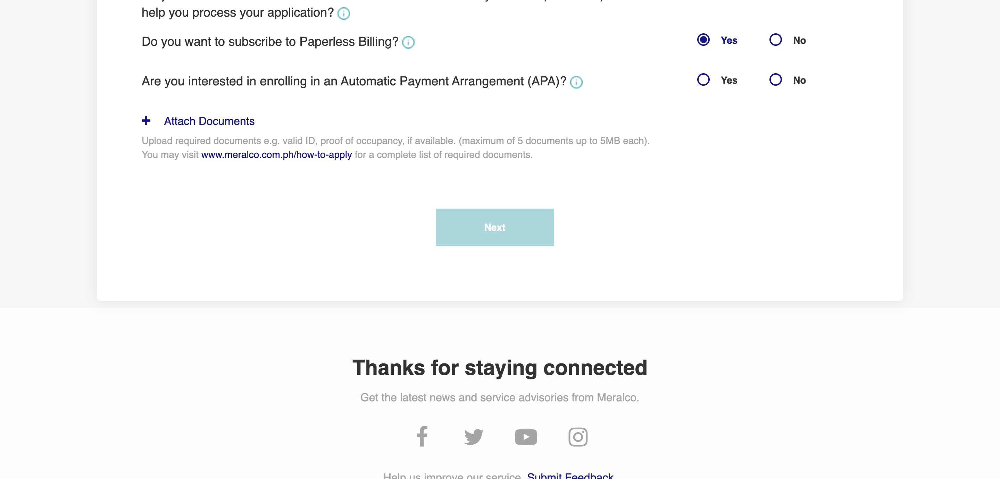 help you process your application?
Do you want to subscribe to Paperless Billing?
Yes
No
Are you interested in enrolling in an Automatic Payment Arrangement (APA)?
Yes
No
Attach Documents
Upload required documents e.g. valid ID, proof of occupancy, if available. (maximum of 5 documents up to 5MB each).
You may visit www.meralco.com.ph/how-to-apply for a complete list of required documents.
Next
Thanks for staying connected
Get the latest news and service advisories from Meralco.
Help us improve our service. Submit Feedback